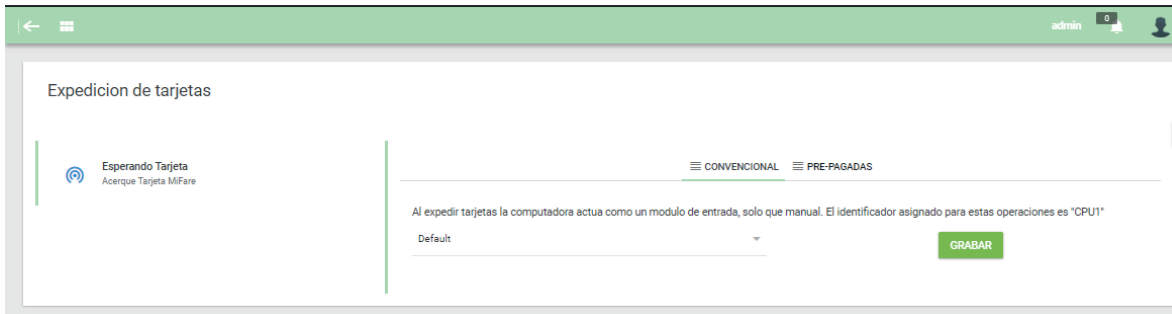 admin
0
Expedicion de tarjetas
Esperando Tarjeta
Acerque Tarjeta MiFare
CONVENCIONAL
PRE-PAGADAS
Al expedir tarjetas la computadora actua como un modulo de entrada, solo que manual. El identificador asignado para estas operaciones es "CPU1"
Default
GRABAR